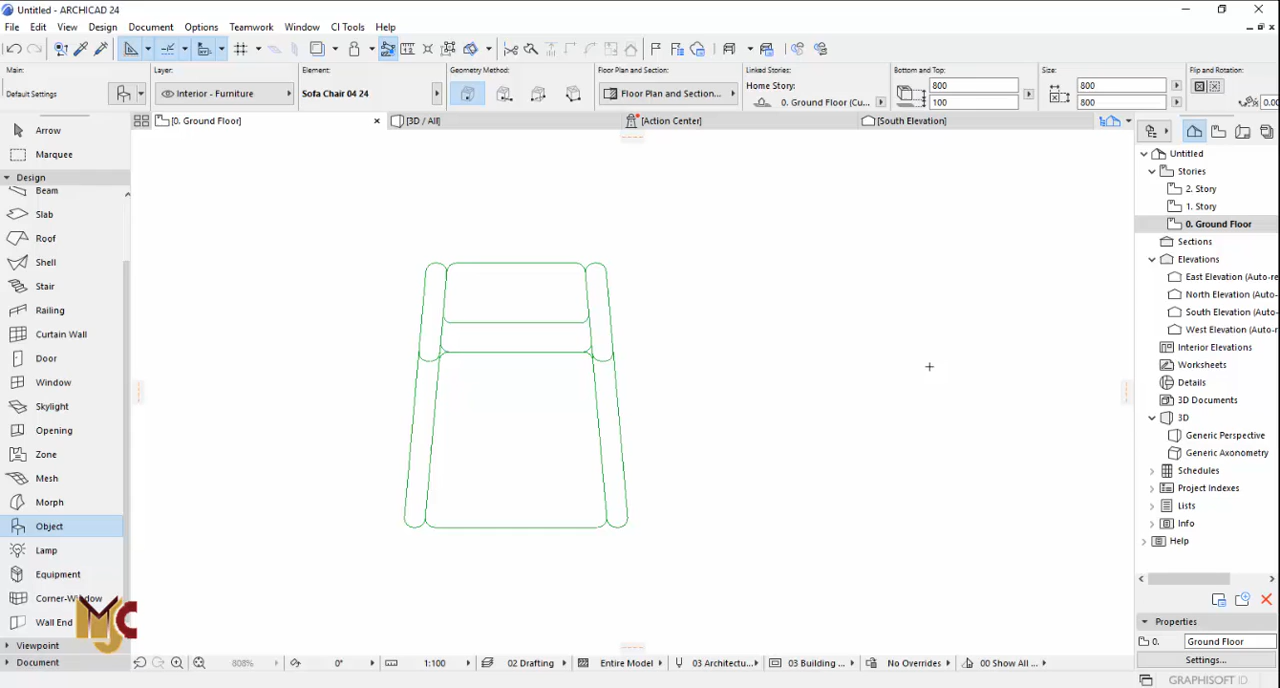 Untitled - ARCHICAD 24
File Edit View Design Document Options Teamwork Window CI Tools Help
Main: Layer: Element: Geometry Method: Floor Plan and Section: Linked Stories: Bottom and Top: Size: Flip and Rotation:
Default Settings Interior - Furniture Sofa Chair 04 24 Floor Plan and Section... Home Story: 0. Ground Floor (Cu... 800 100 800 800 0.00
[0. Ground Floor] [3D / All] [Action Center] [South Elevation]
Arrow
Marquee
Design
Beam
Slab
Roof
Shell
Stair
Railing
Curtain Wall
Door
Window
Skylight
Opening
Zone
Mesh
Morph
Object
Lamp
Equipment
Corner-Window
Wall End
Viewpoint
Document
MJC
Untitled
Stories
2. Story
1. Story
0. Ground Floor
Sections
Elevations
East Elevation (Auto-re
North Elevation (Auto-
South Elevation (Auto-
West Elevation (Auto-r
Interior Elevations
Worksheets
Details
3D Documents
3D
Generic Perspective
Generic Axonometry
Schedules
Project Indexes
Lists
Info
Help
Properties
0. Ground Floor
Settings...
808% 0° 1:100 02 Drafting Entire Model 03 Architectu... 03 Building ... No Overrides 00 Show All ...
GRAPHISOFT ID